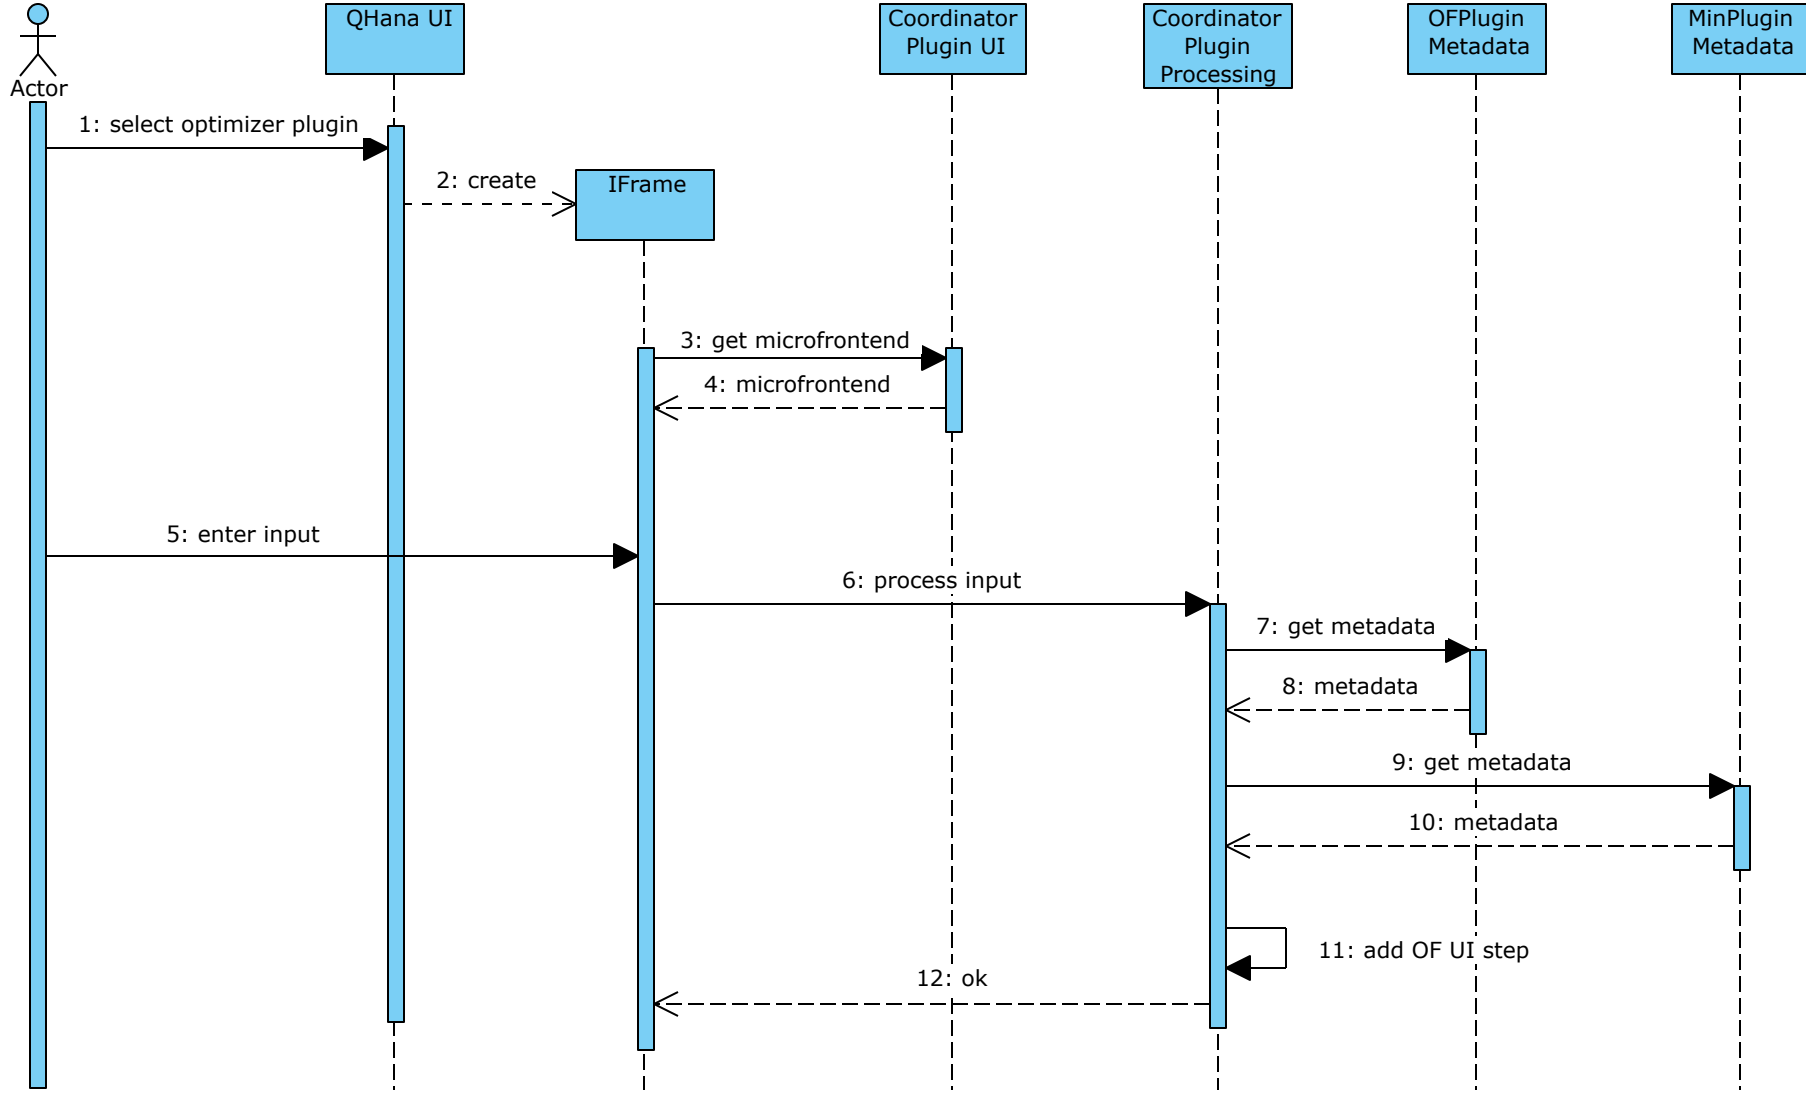 Actor
QHana UI
Coordinator
Plugin UI
Coordinator
Plugin
Processing
OFPlugin
Metadata
MinPlugin
Metadata
1: select optimizer plugin
2: create
IFrame
3: get microfrontend
4: microfrontend
5: enter input
6: process input
7: get metadata
8: metadata
9: get metadata
10: metadata
11: add OF UI step
12: ok